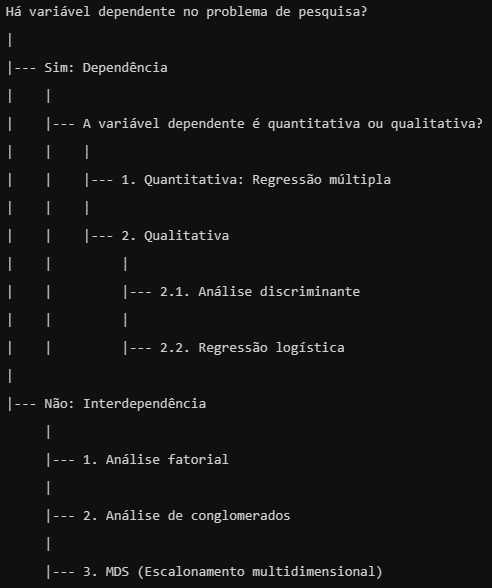 Há variável dependente no problema de pesquisa?
|
|--- Sim: Dependência
|    |
|    |--- A variável dependente é quantitativa ou qualitativa?
|    |    |
|    |    |--- 1. Quantitativa: Regressão múltipla
|    |    |
|    |    |--- 2. Qualitativa
|    |         |
|    |         |--- 2.1. Análise discriminante
|    |         |
|    |         |--- 2.2. Regressão logística
|
|--- Não: Interdependência
     |
     |--- 1. Análise fatorial
     |
     |--- 2. Análise de conglomerados
     |
     |--- 3. MDS (Escalonamento multidimensional)